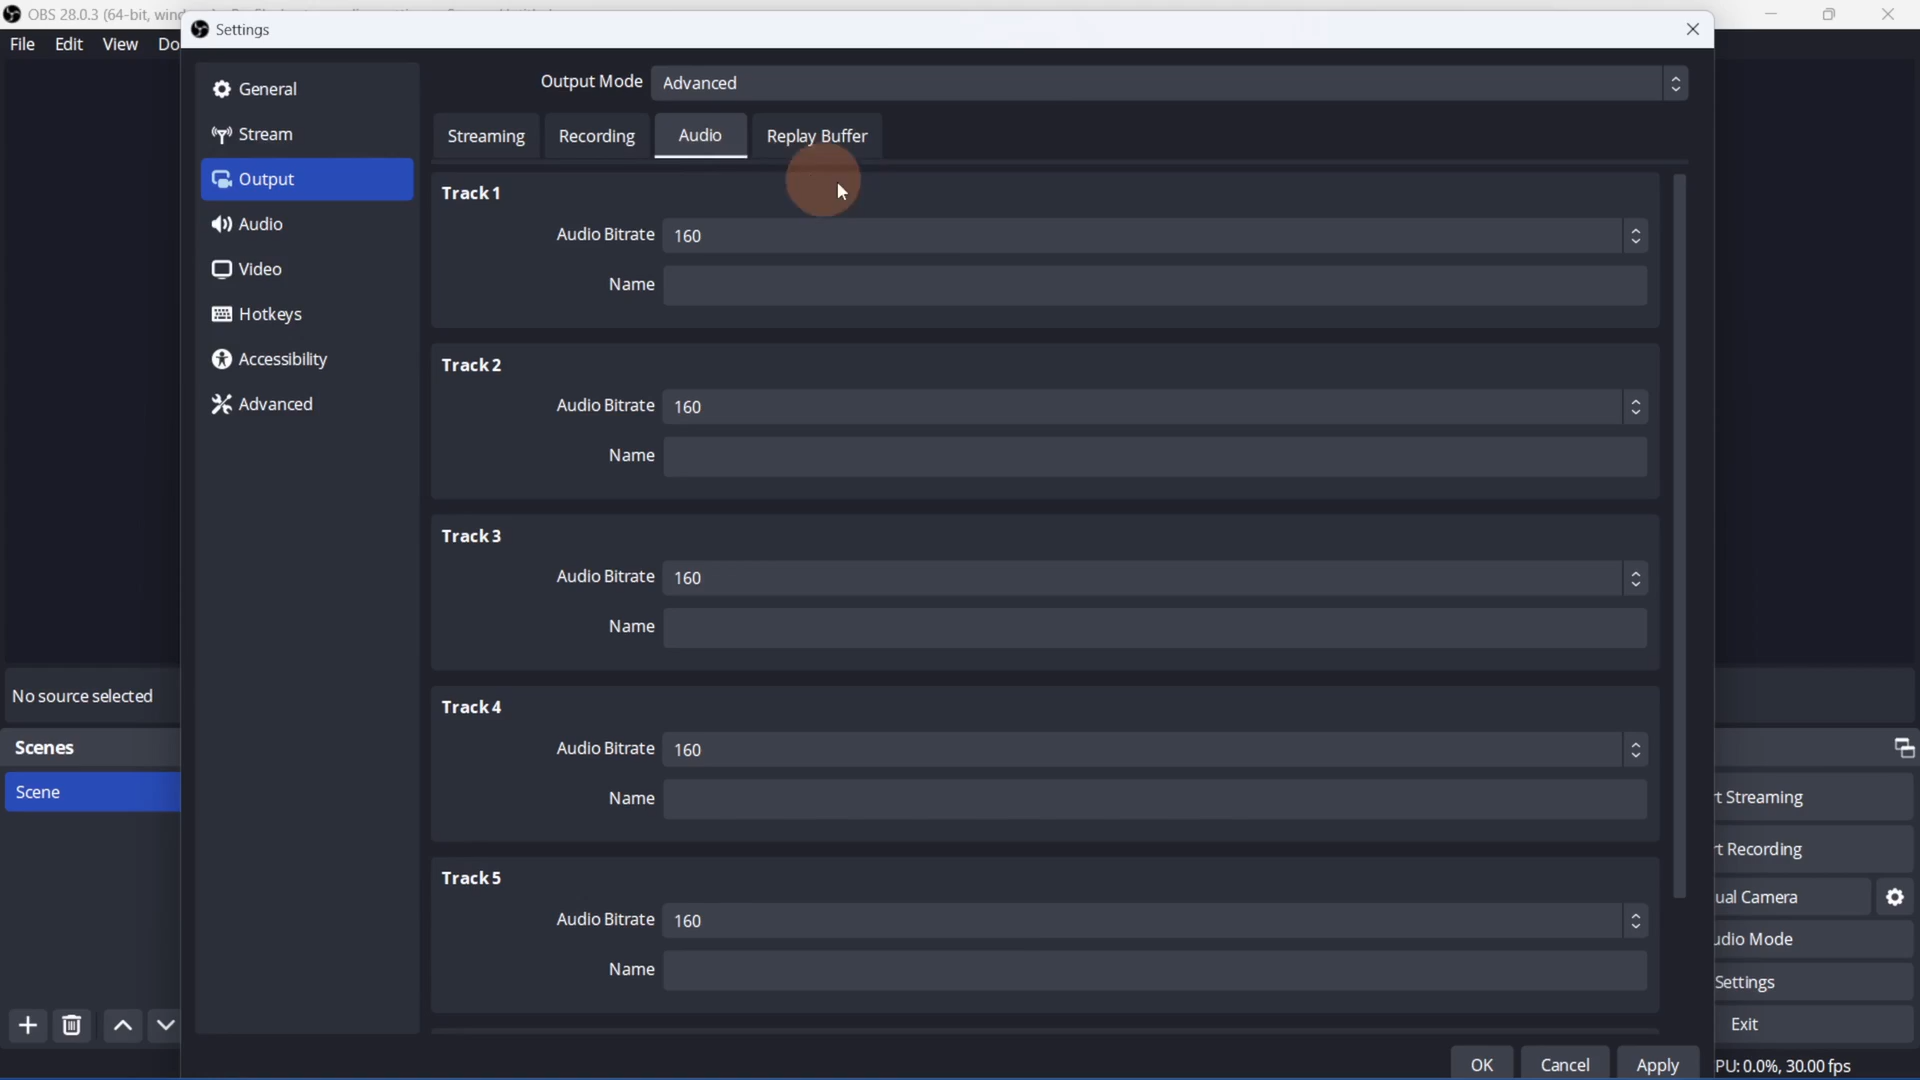 OBS 28.0.3 (64-bit, wind
Settings
File Edit View Do
General
Stream
Output
Audio
Video
Hotkeys
Accessibility
Advanced
Output Mode Advanced
Streaming Recording Audio Replay Buffer
Track 1
Audio Bitrate 160
Name
Track 2
Audio Bitrate 160
Name
Track 3
Audio Bitrate 160
Name
Track 4
Audio Bitrate 160
Name
Track 5
Audio Bitrate 160
Name
OK Cancel Apply
No source selected
Scenes
Scene
t Streaming
t Recording
ual Camera
udio Mode
Settings
Exit
PU: 0.0%, 30.00 fps